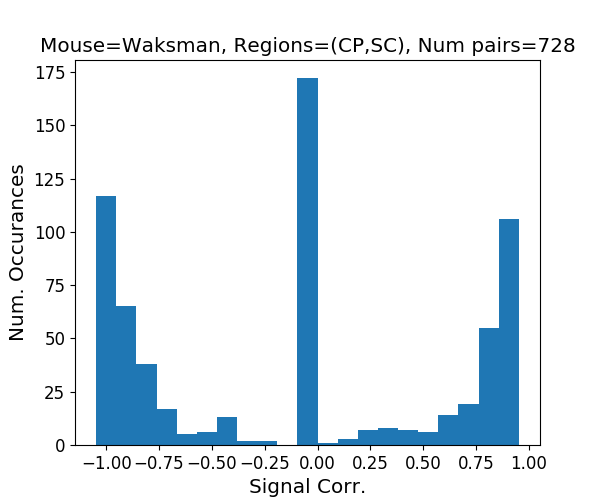 Mouse=Waksman, Regions=(CP,SC), Num pairs=728
175
150
125
100
75
50
25
0
Num. Occurances
−1.00 −0.75 −0.50 −0.25 0.00 0.25 0.50 0.75 1.00
Signal Corr.